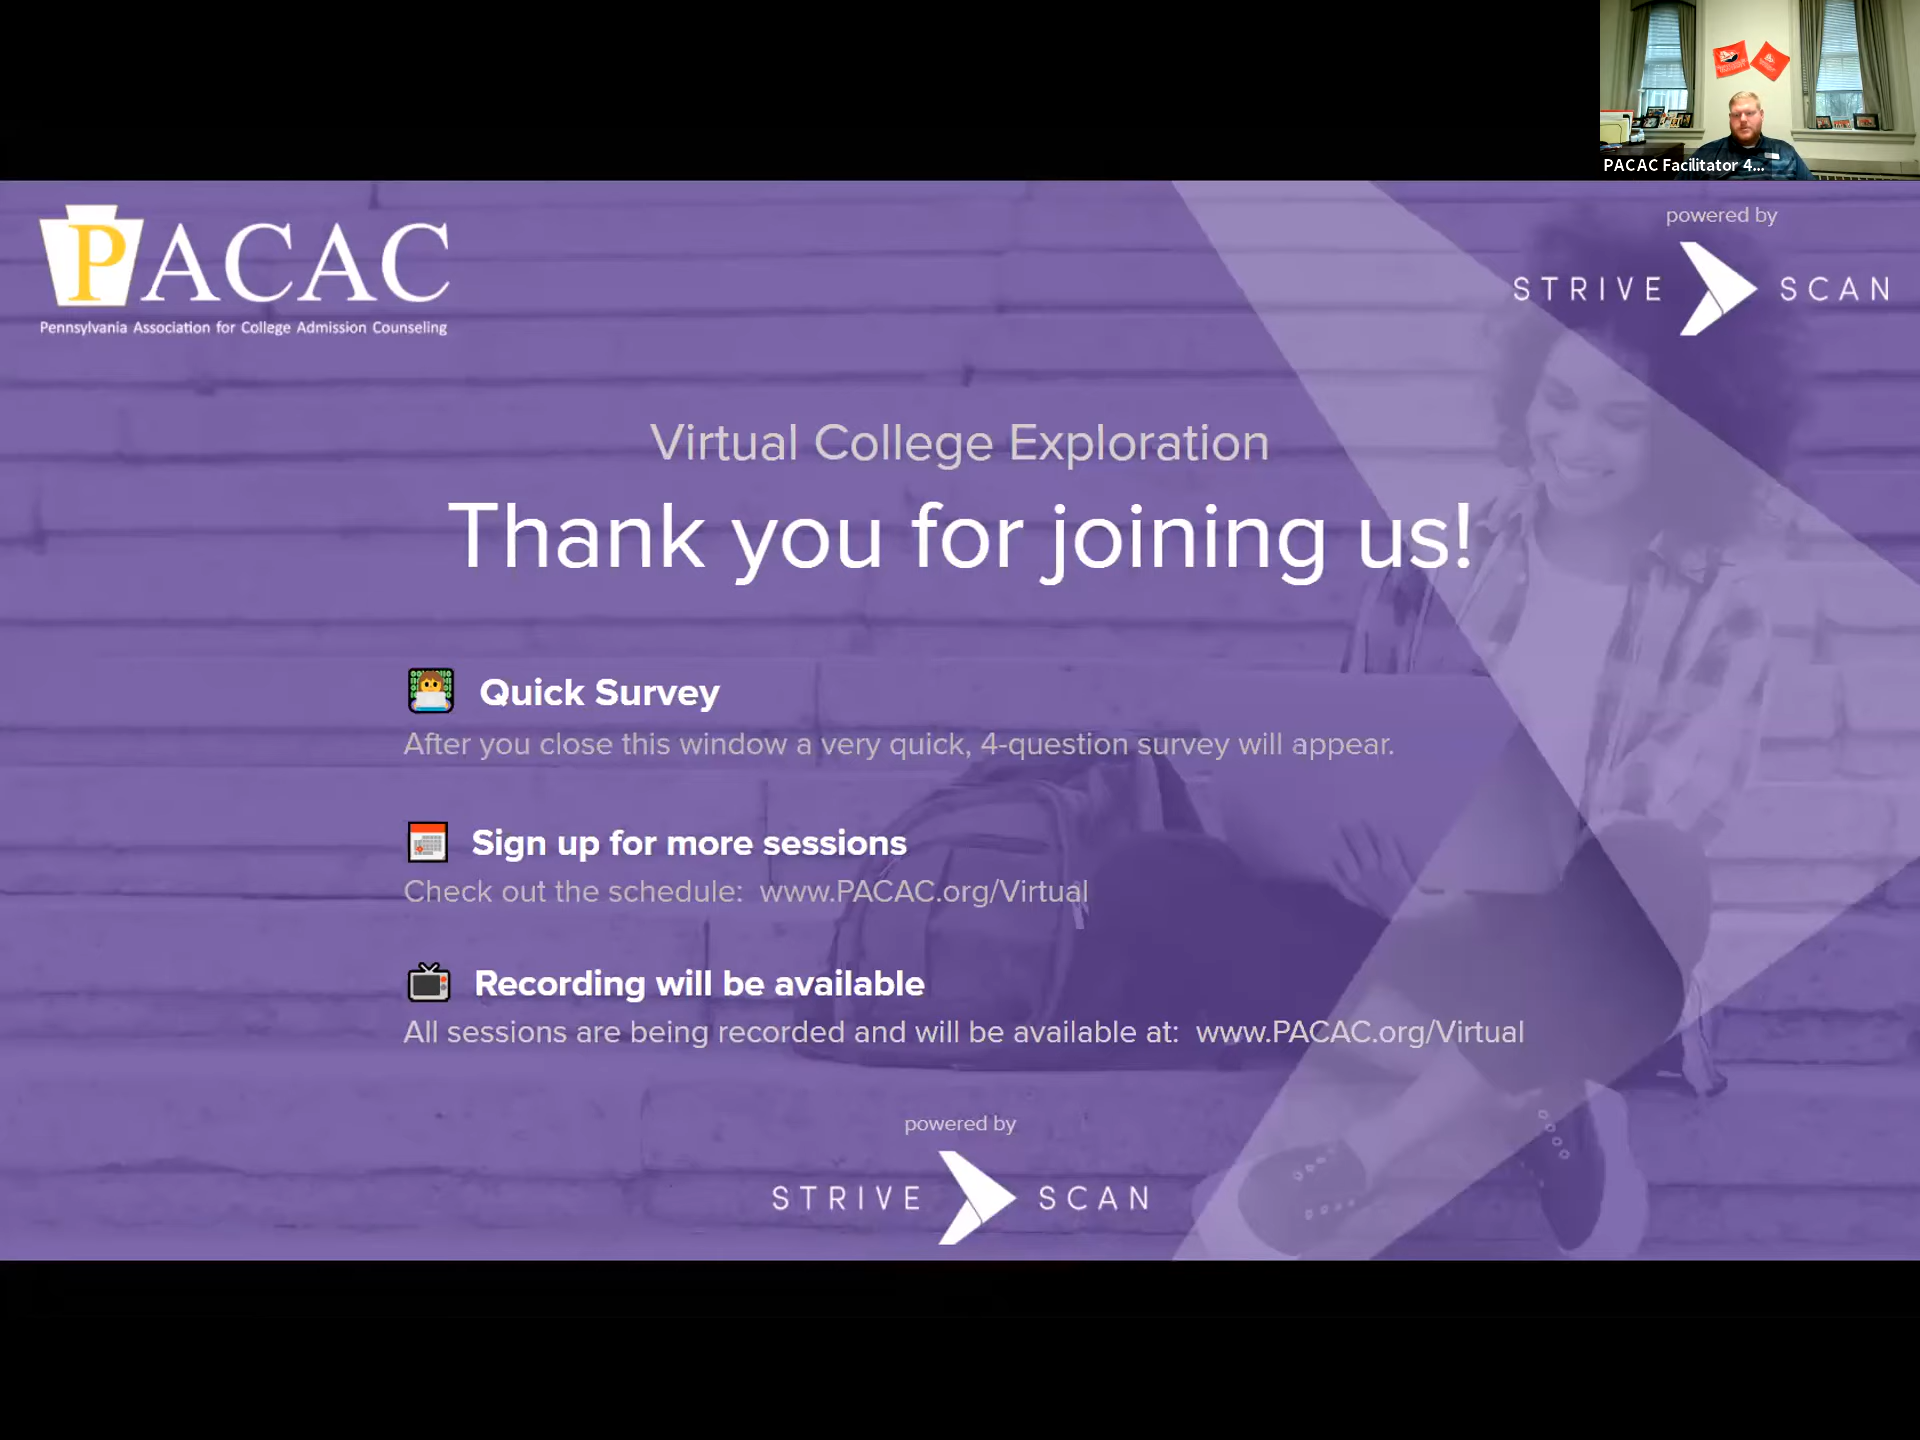 PACAC Facilitator 4...
PACAC
Pennsylvania Association for College Admission Counseling
powered by
STRIVE SCAN
Virtual College Exploration
Thank you for joining us!
Quick Survey
After you close this window a very quick, 4-question survey will appear.
Sign up for more sessions
Check out the schedule: www.PACAC.org/Virtual
Recording will be available
All sessions are being recorded and will be available at: www.PACAC.org/Virtual
powered by
STRIVE SCAN